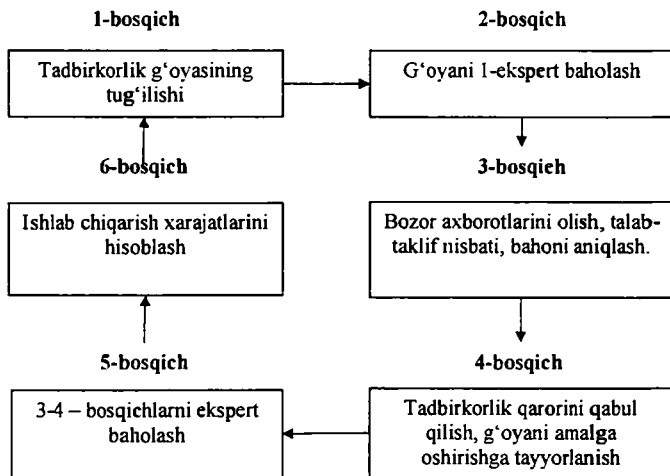 1-bosqich
Tadbirkorlik g‘oyasining
tug‘ilishi
2-bosqich
G‘oyani 1-ekspert baholash
3-bosqieh
Bozor axborotlarini olish, talab-
taklif nisbati, bahoni aniqlash.
4-bosqich
Tadbirkorlik qarorini qabul
qilish, g‘oyani amalga
oshirishga tayyorlanish
5-bosqich
3-4 – bosqichlarni ekspert
baholash
6-bosqich
Ishlab chiqarish xarajatlarini
hisoblash